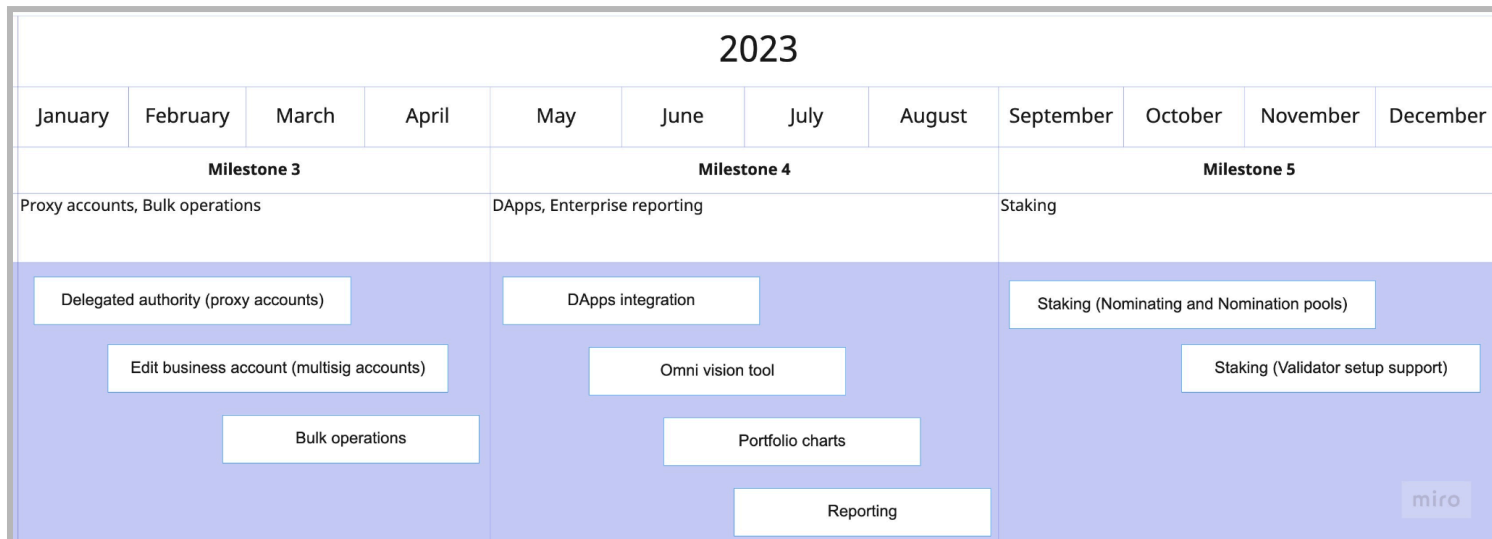 2023
January February March April May June July August September October November December
Milestone 3 Milestone 4 Milestone 5
Proxy accounts, Bulk operations DApps, Enterprise reporting Staking
Delegated authority (proxy accounts) DApps integration Staking (Nominating and Nomination pools)
Edit business account (multisig accounts) Omni vision tool Staking (Validator setup support)
Bulk operations Portfolio charts
Reporting
miro